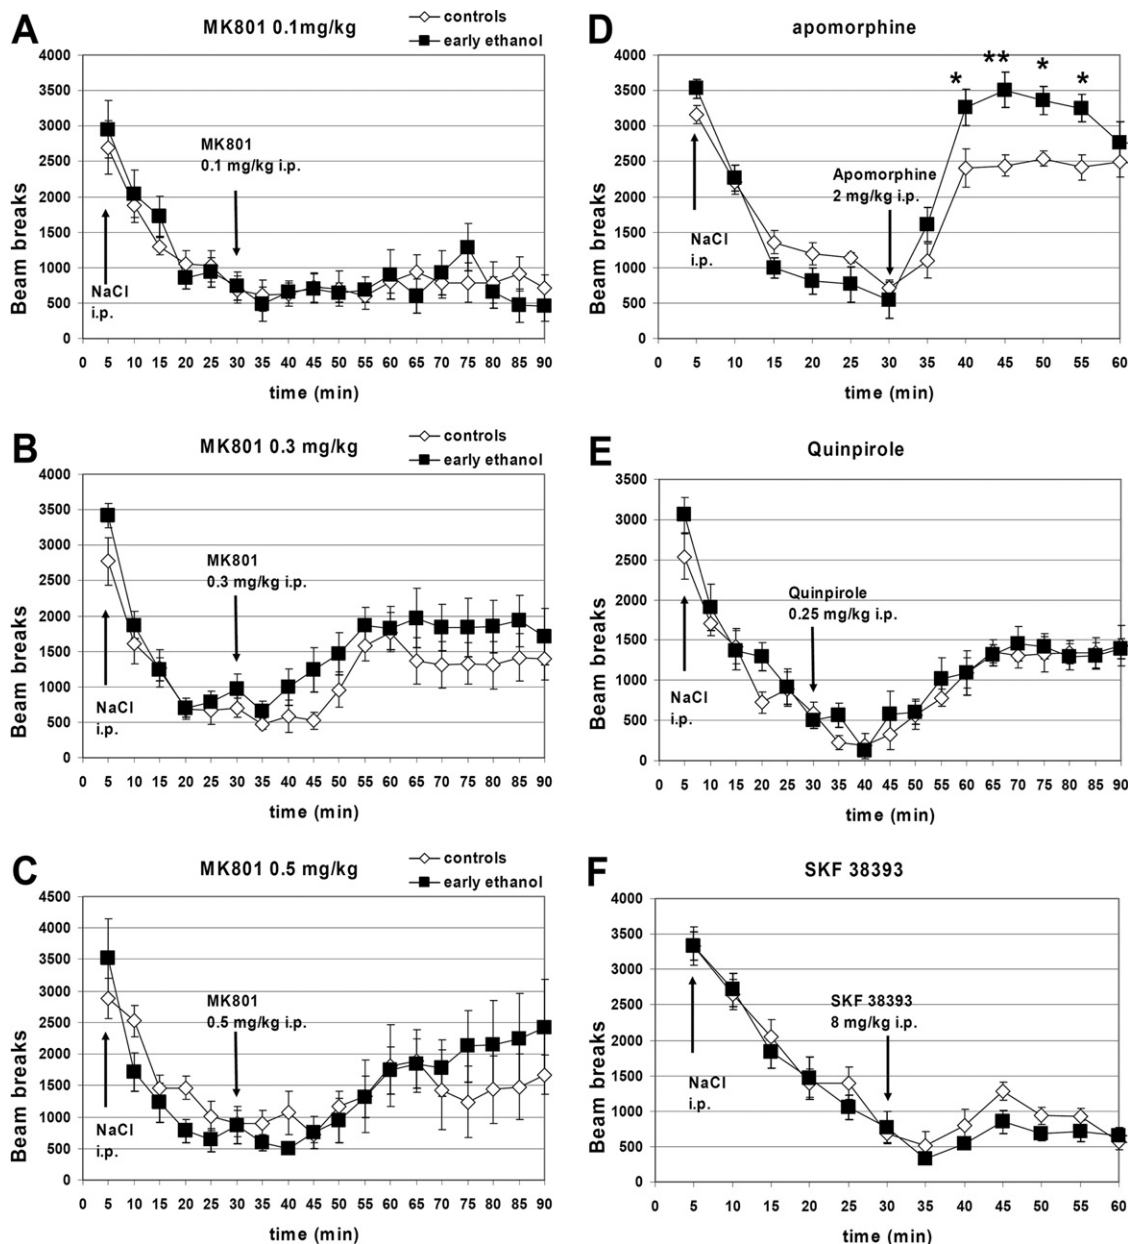 A
MK801 0.1mg/kg
controls
early ethanol
4000
3500
3000
2500
2000
1500
1000
500
0
Beam breaks
MK801
0.1 mg/kg i.p.
NaCl
i.p.
0 5 10 15 20 25 30 35 40 45 50 55 60 65 70 75 80 85 90
time (min)
D
apomorphine
4000
3500
3000
2500
2000
1500
1000
500
0
Beam breaks
* ** * *
Apomorphine
2 mg/kg i.p.
NaCl
i.p.
0 5 10 15 20 25 30 35 40 45 50 55 60
time (min)
B
MK801 0.3 mg/kg
controls
early ethanol
4000
3500
3000
2500
2000
1500
1000
500
0
Beam breaks
MK801
0.3 mg/kg i.p.
NaCl
i.p.
0 5 10 15 20 25 30 35 40 45 50 55 60 65 70 75 80 85 90
time (min)
E
Quinpirole
3500
3000
2500
2000
1500
1000
500
0
Beam breaks
Quinpirole
0.25 mg/kg i.p.
NaCl
i.p.
0 5 10 15 20 25 30 35 40 45 50 55 60 65 70 75 80 85 90
time (min)
C
MK801 0.5 mg/kg
controls
early ethanol
4500
4000
3500
3000
2500
2000
1500
1000
500
0
Beam breaks
MK801
0.5 mg/kg i.p.
NaCl
i.p.
0 5 10 15 20 25 30 35 40 45 50 55 60 65 70 75 80 85 90
time (min)
F
SKF 38393
4000
3500
3000
2500
2000
1500
1000
500
0
Beam breaks
SKF 38393
8 mg/kg i.p.
NaCl
i.p.
0 5 10 15 20 25 30 35 40 45 50 55 60
time (min)